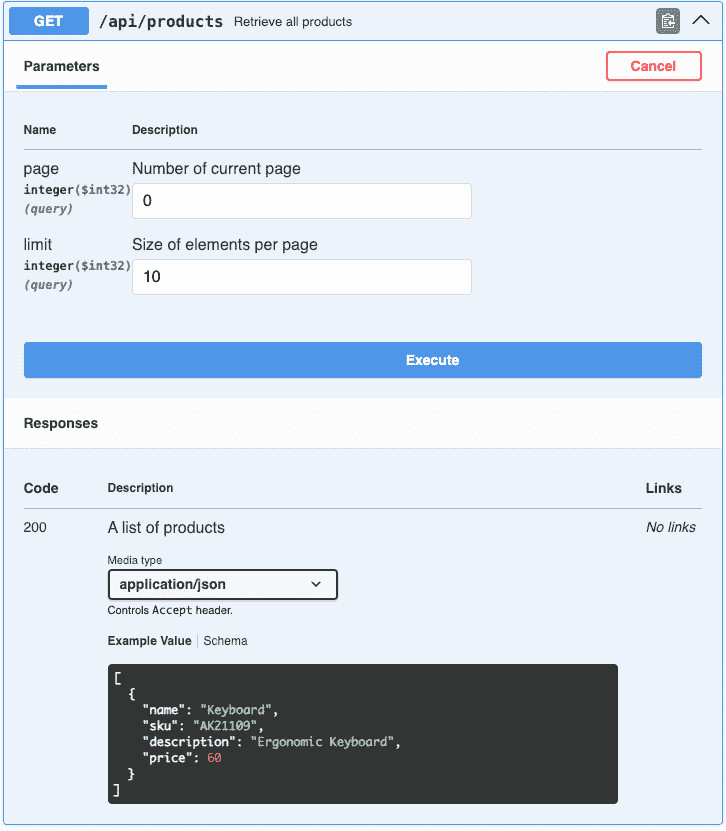 GET /api/products Retrieve all products
Parameters Cancel
Name Description
page Number of current page
integer($int32)
(query)
0
limit Size of elements per page
integer($int32)
(query)
10
Execute
Responses
Code Description Links
200 A list of products No links
Media type
application/json
Controls Accept header.
Example Value Schema
[
{
"name": "Keyboard",
"sku": "AK21109",
"description": "Ergonomic Keyboard",
"price": 60
}
]